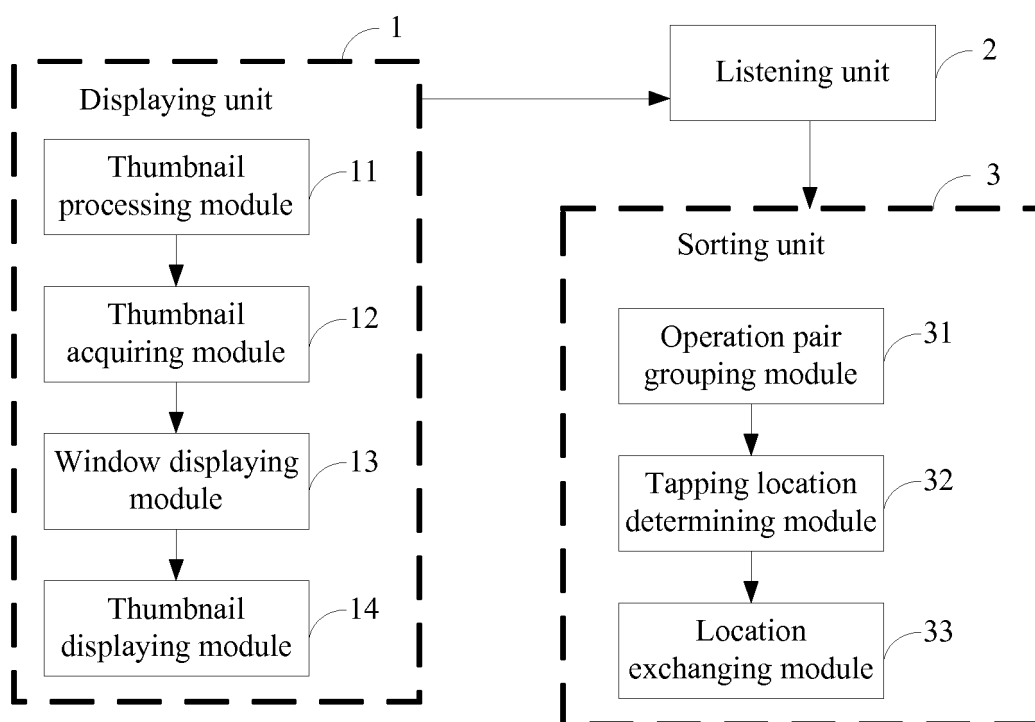 1
Displaying unit
Thumbnail
processing module
11
Thumbnail
acquiring module
12
Window displaying
module
13
Thumbnail
displaying module
14
Listening unit
2
3
Sorting unit
Operation pair
grouping module
31
Tapping location
determining module
32
Location
exchanging module
33